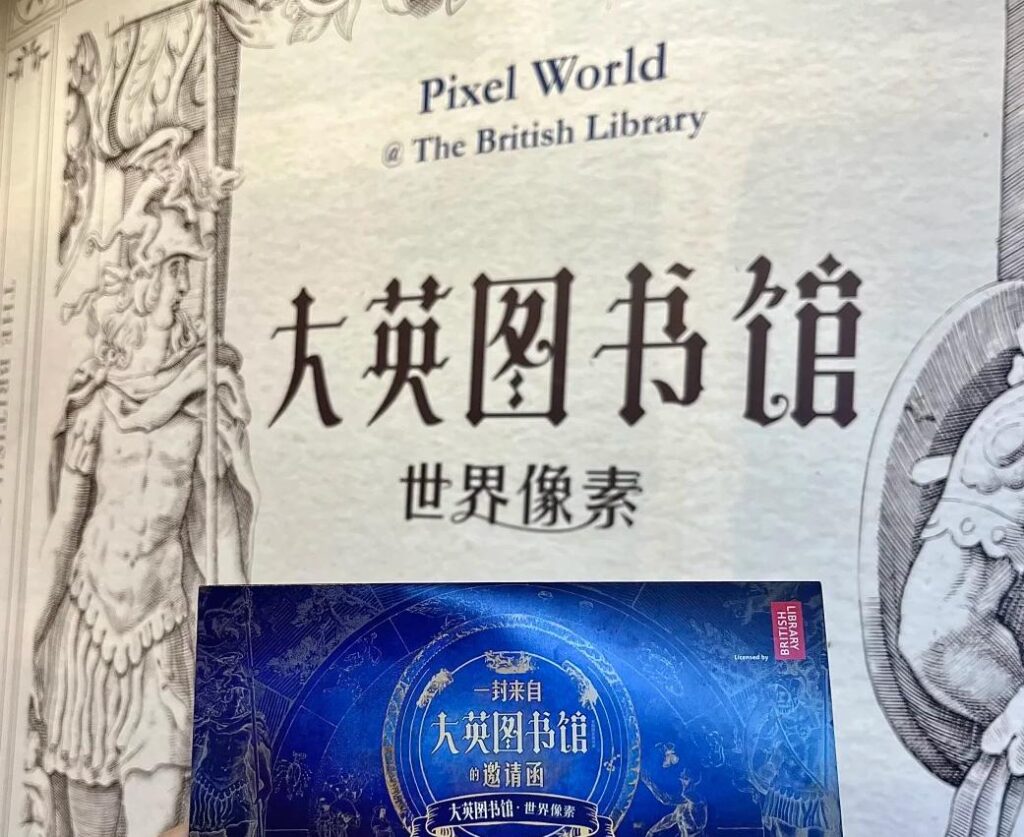 Pixel World
@ The British Library
大英图书馆
世界像素
Licensed by
LIBRARY
BRITISH
一封来自
大英图书馆
的邀请函
大英图书馆·世界像素